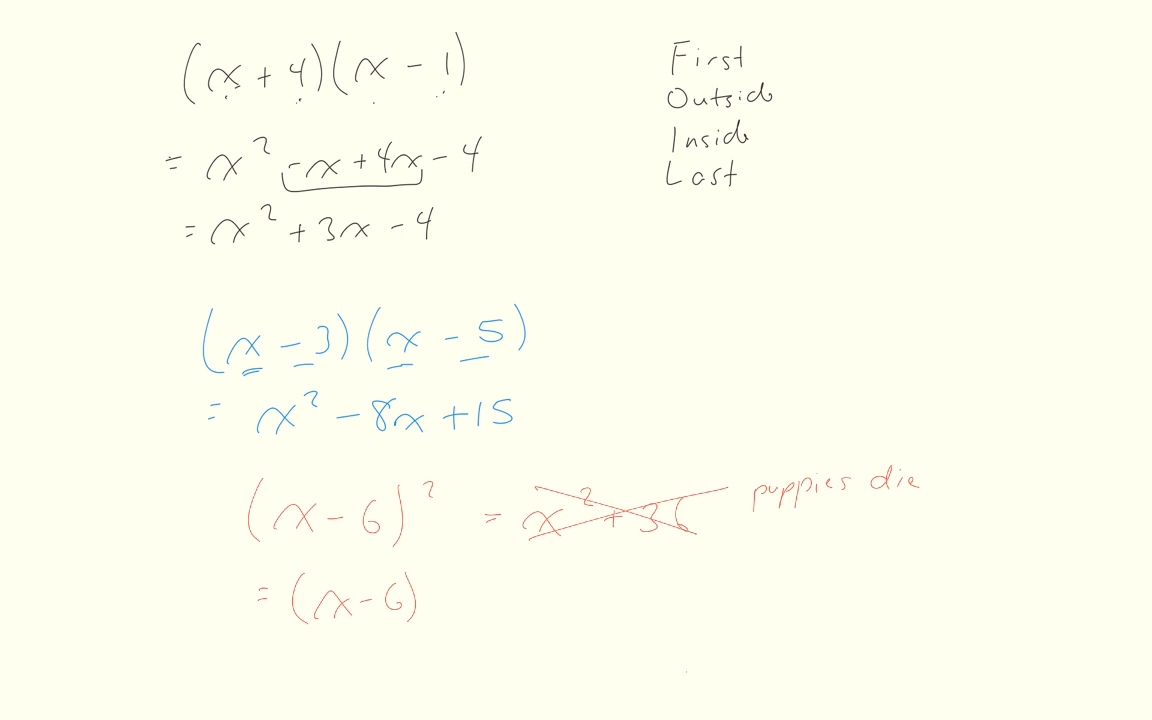 (x + 4)(x - 1)
= x² -x + 4x - 4
= x² + 3x - 4
First
Outside
Inside
Last
(x - 3)(x - 5)
= x² - 8x + 15
(x - 6)² = x² + 36 puppies die
= (x - 6)